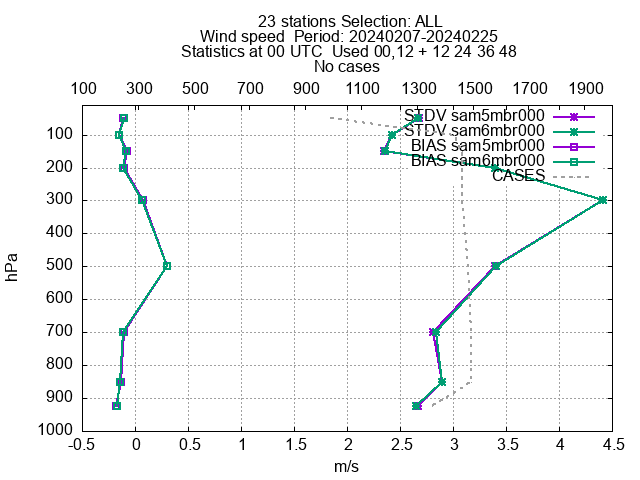 23 stations Selection: ALL
Wind speed  Period: 20240207-20240225
Statistics at 00 UTC  Used 00,12 + 12 24 36 48
No cases
100 300 500 700 900 1100 1300 1500 1700 1900
STDV sam5mbr000
STDV sam6mbr000
BIAS sam5mbr000
BIAS sam6mbr000
CASES
100
200
300
400
500
600
700
800
900
1000
hPa
-0.5 0 0.5 1 1.5 2 2.5 3 3.5 4 4.5
m/s